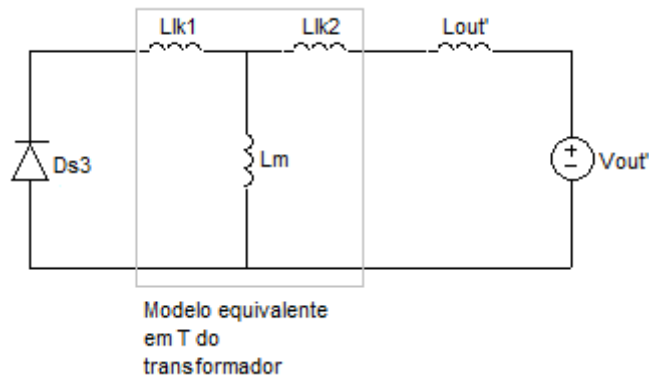 Llk1
Llk2
Lout'
Ds3
Lm
Vout'
Modelo equivalente
em T do
transformador